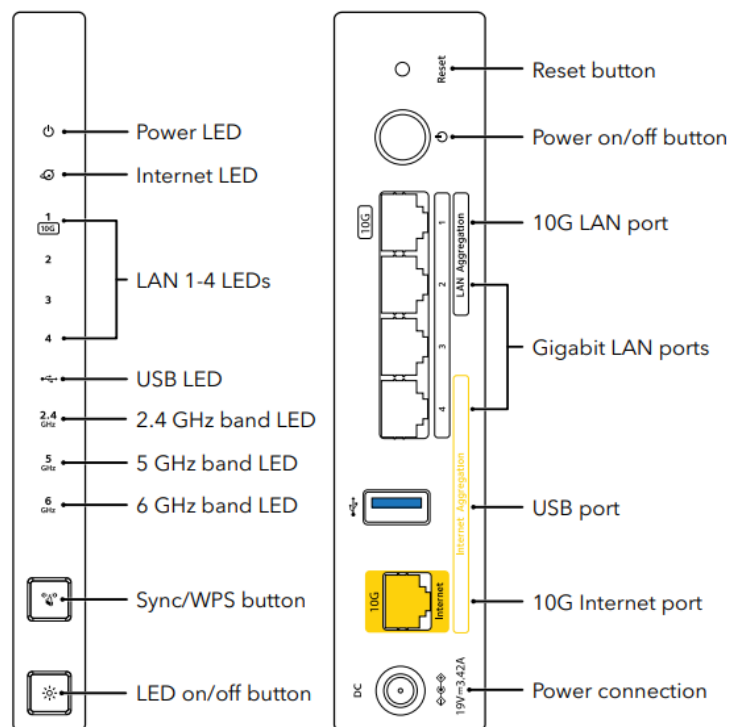 Power LED
Internet LED
1
10G
2
3
4
LAN 1-4 LEDs
USB LED
2.4
GHz
2.4 GHz band LED
5
GHz
5 GHz band LED
6
GHz
6 GHz band LED
Sync/WPS button
LED on/off button
Reset
Reset button
Power on/off button
10G
1
2
3
4
LAN Aggregation
10G LAN port
Gigabit LAN ports
Internet Aggregation
USB port
10G
Internet
10G Internet port
DC
19V⎓3.42A
Power connection